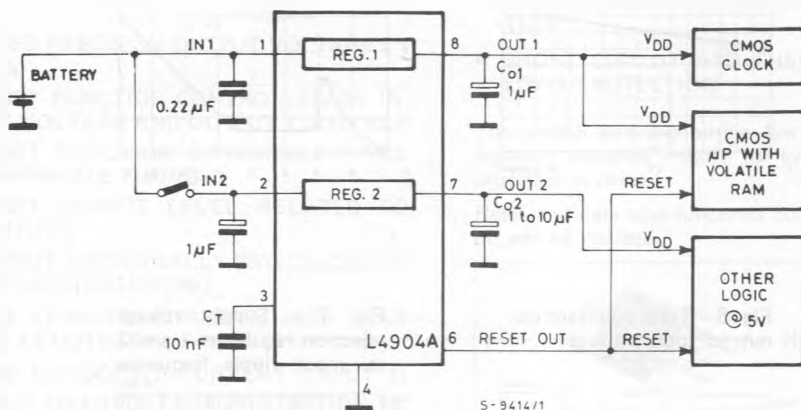 IN1
1
REG. 1
8
OUT 1
VDD
CMOS
CLOCK
BATTERY
0.22µF
Co1
1µF
VDD
CMOS
µP WITH
VOLATILE
RAM
IN2
2
REG. 2
7
OUT 2
RESET
1µF
Co2
1 to 10µF
VDD
OTHER
LOGIC
@ 5V
3
CT
10 nF
L4904A
6
RESET OUT
RESET
4
S-9414/1